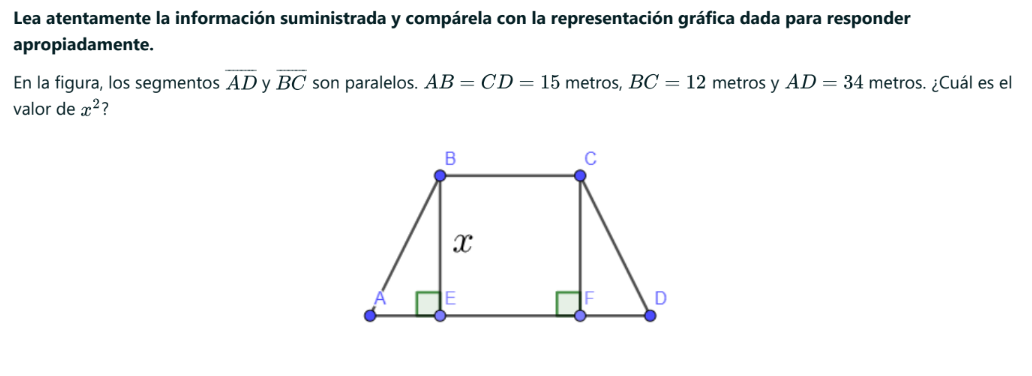 Lea atentamente la información suministrada y compárela con la representación gráfica dada para responder
apropiadamente.
En la figura, los segmentos \overline{AD} y \overline{BC} son paralelos. AB = CD = 15 metros, BC = 12 metros y AD = 34 metros. ¿Cuál es el
valor de x²?
B C
x
A E F D